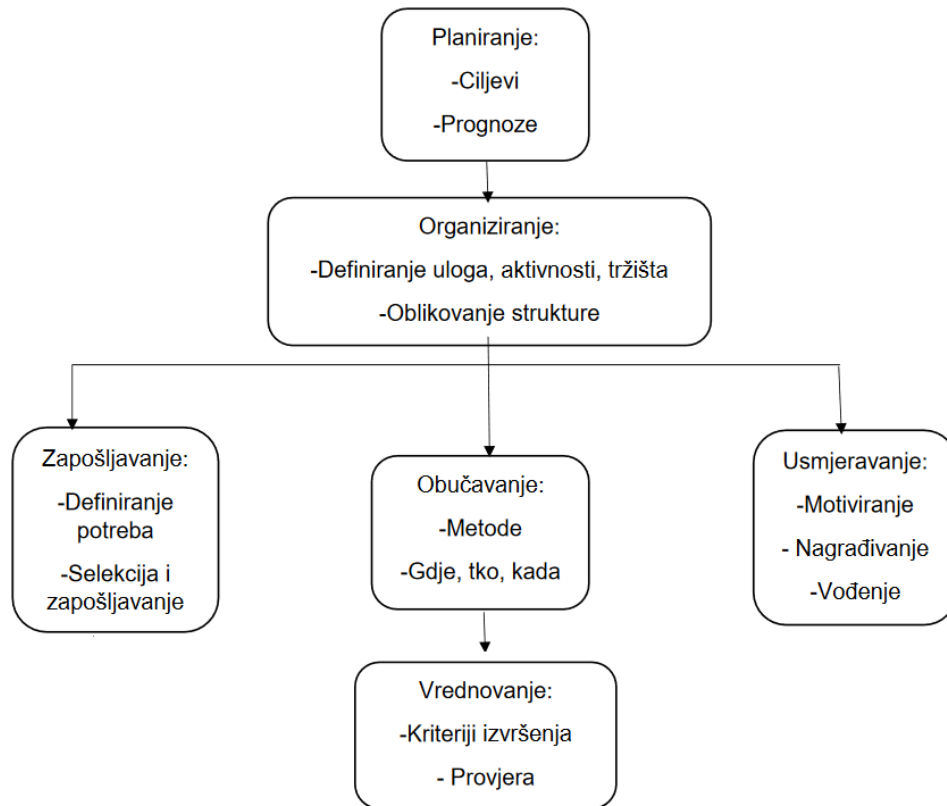 Planiranje:
-Ciljevi
-Prognoze
Organiziranje:
-Definiranje uloga, aktivnosti, tržišta
-Oblikovanje strukture
Zapošljavanje:
-Definiranje
potreba
-Selekcija i
zapošljavanje
Obučavanje:
-Metode
-Gdje, tko, kada
Usmjeravanje:
-Motiviranje
- Nagrađivanje
-Vođenje
Vrednovanje:
-Kriteriji izvršenja
- Provjera